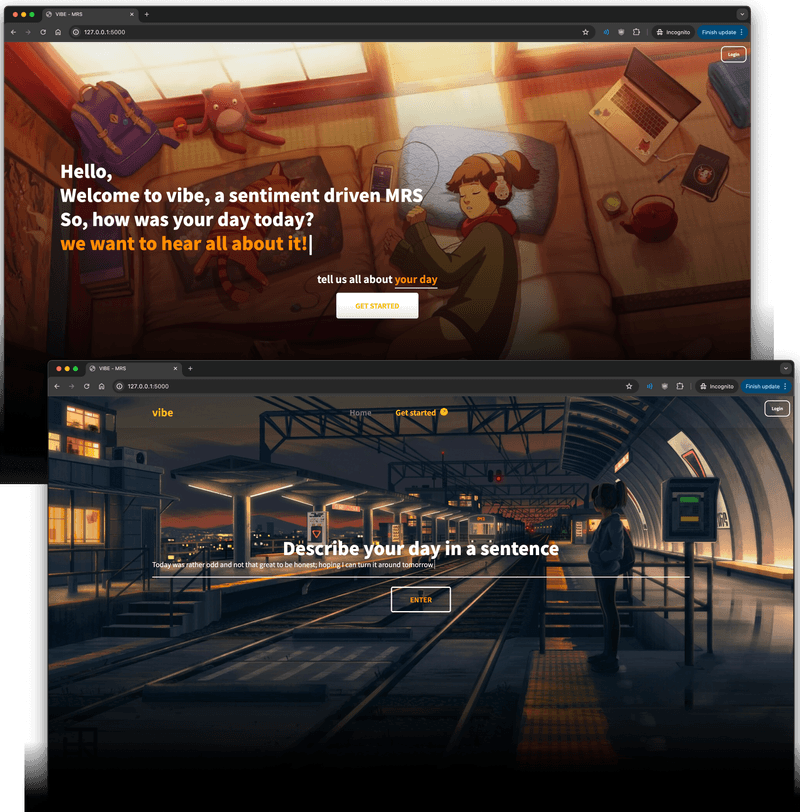 VIBE - MRS
127.0.0.1:5000
Incognito
Finish update
Login
Hello,
Welcome to vibe, a sentiment driven MRS
So, how was your day today?
we want to hear all about it!
tell us all about your day
GET STARTED
VIBE - MRS
127.0.0.1:5000
Incognito
Finish update
vibe
Home
Get started
Login
Describe your day in a sentence
Today was rather odd and not that great to be honest; hoping I can turn it around tomorrow
ENTER